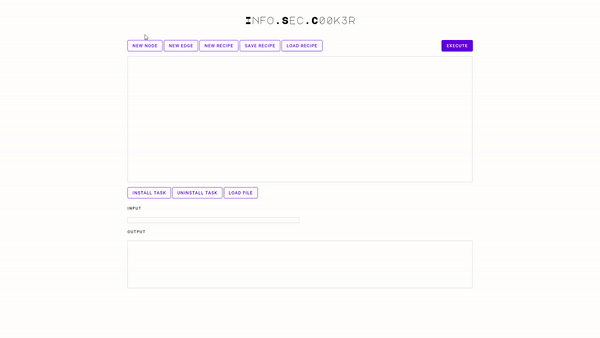 INFO.SEC.C00K3R
NEW NODE NEW EDGE NEW RECIPE SAVE RECIPE LOAD RECIPE EXECUTE
INSTALL TASK UNINSTALL TASK LOAD FILE
INPUT
OUTPUT